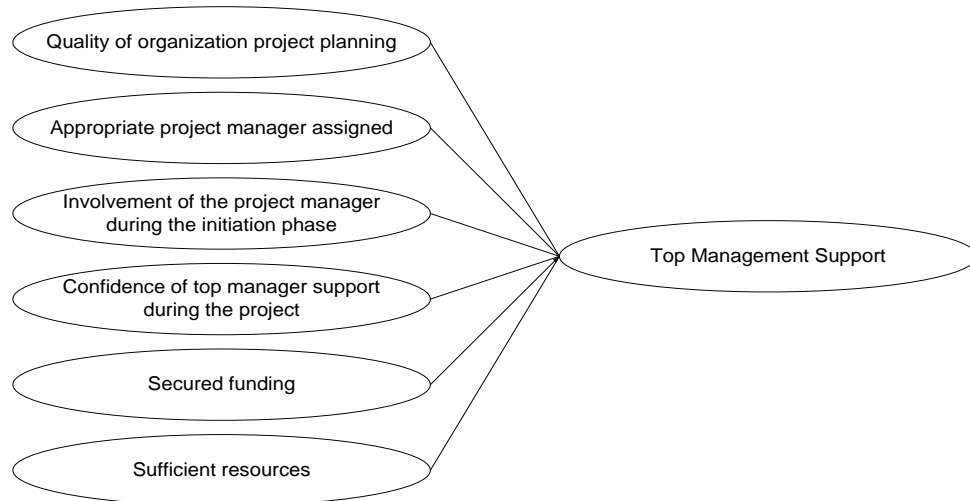 Quality of organization project planning
Appropriate project manager assigned
Involvement of the project manager
during the initiation phase
Confidence of top manager support
during the project
Secured funding
Sufficient resources
Top Management Support